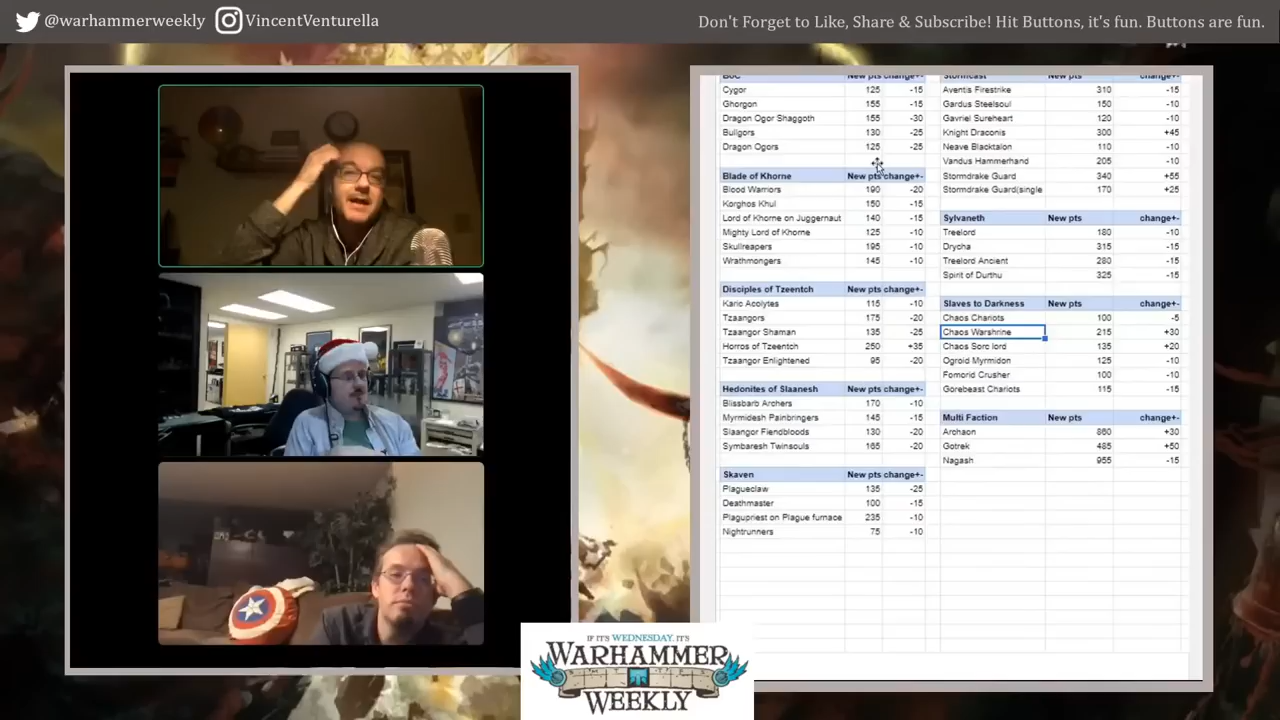 @warhammerweekly VincentVenturella
Don't Forget to Like, Share & Subscribe! Hit Buttons, it's fun. Buttons are fun.
BoC New pts change+-
Cygor 125 -15
Ghorgon 155 -15
Dragon Ogor Shaggoth 155 -30
Bullgors 130 -25
Dragon Ogors 125 -25
Blade of Khorne New pts change+-
Blood Warriors 190 -20
Korghos Khul 150 -15
Lord of Khorne on Juggernaut 140 -15
Mighty Lord of Khorne 125 -10
Skullreapers 195 -10
Wrathmongers 145 -10
Disciples of Tzeentch New pts change+-
Karic Acolytes 115 -10
Tzaangors 175 -20
Tzaangor Shaman 135 -25
Horros of Tzeentch 250 +35
Tzaangor Enlightened 95 -20
Hedonites of Slaanesh New pts change+-
Blissbarb Archers 170 -10
Myrmidesh Painbringers 145 -15
Slaangor Fiendbloods 130 -20
Symbaresh Twinsouls 165 -20
Skaven New pts change+-
Plagueclaw 135 -25
Deathmaster 100 -15
Plagupriest on Plague furnace 235 -10
Nightrunners 75 -10
Stormcast New pts change+-
Aventis Firestrike 310 -15
Gardus Steelsoul 150 -10
Gavriel Sureheart 120 -10
Knight Draconis 300 +45
Neave Blacktalon 110 -10
Vandus Hammerhand 205 -10
Stormdrake Guard 340 +55
Stormdrake Guard(single 170 +25
Sylvaneth New pts change+-
Treelord 180 -10
Drycha 315 -15
Treelord Ancient 280 -15
Spirit of Durthu 325 -15
Slaves to Darkness New pts change+-
Chaos Chariots 100 -5
Chaos Warshrine 215 +30
Chaos Sorc lord 135 +20
Ogroid Myrmidon 125 -10
Fomorid Crusher 100 -10
Gorebeast Chariots 115 -15
Multi Faction New pts change+-
Archaon 860 +30
Gotrek 485 +50
Nagash 955 -15
IF IT'S WEDNESDAY, IT'S
WARHAMMER
WEEKLY